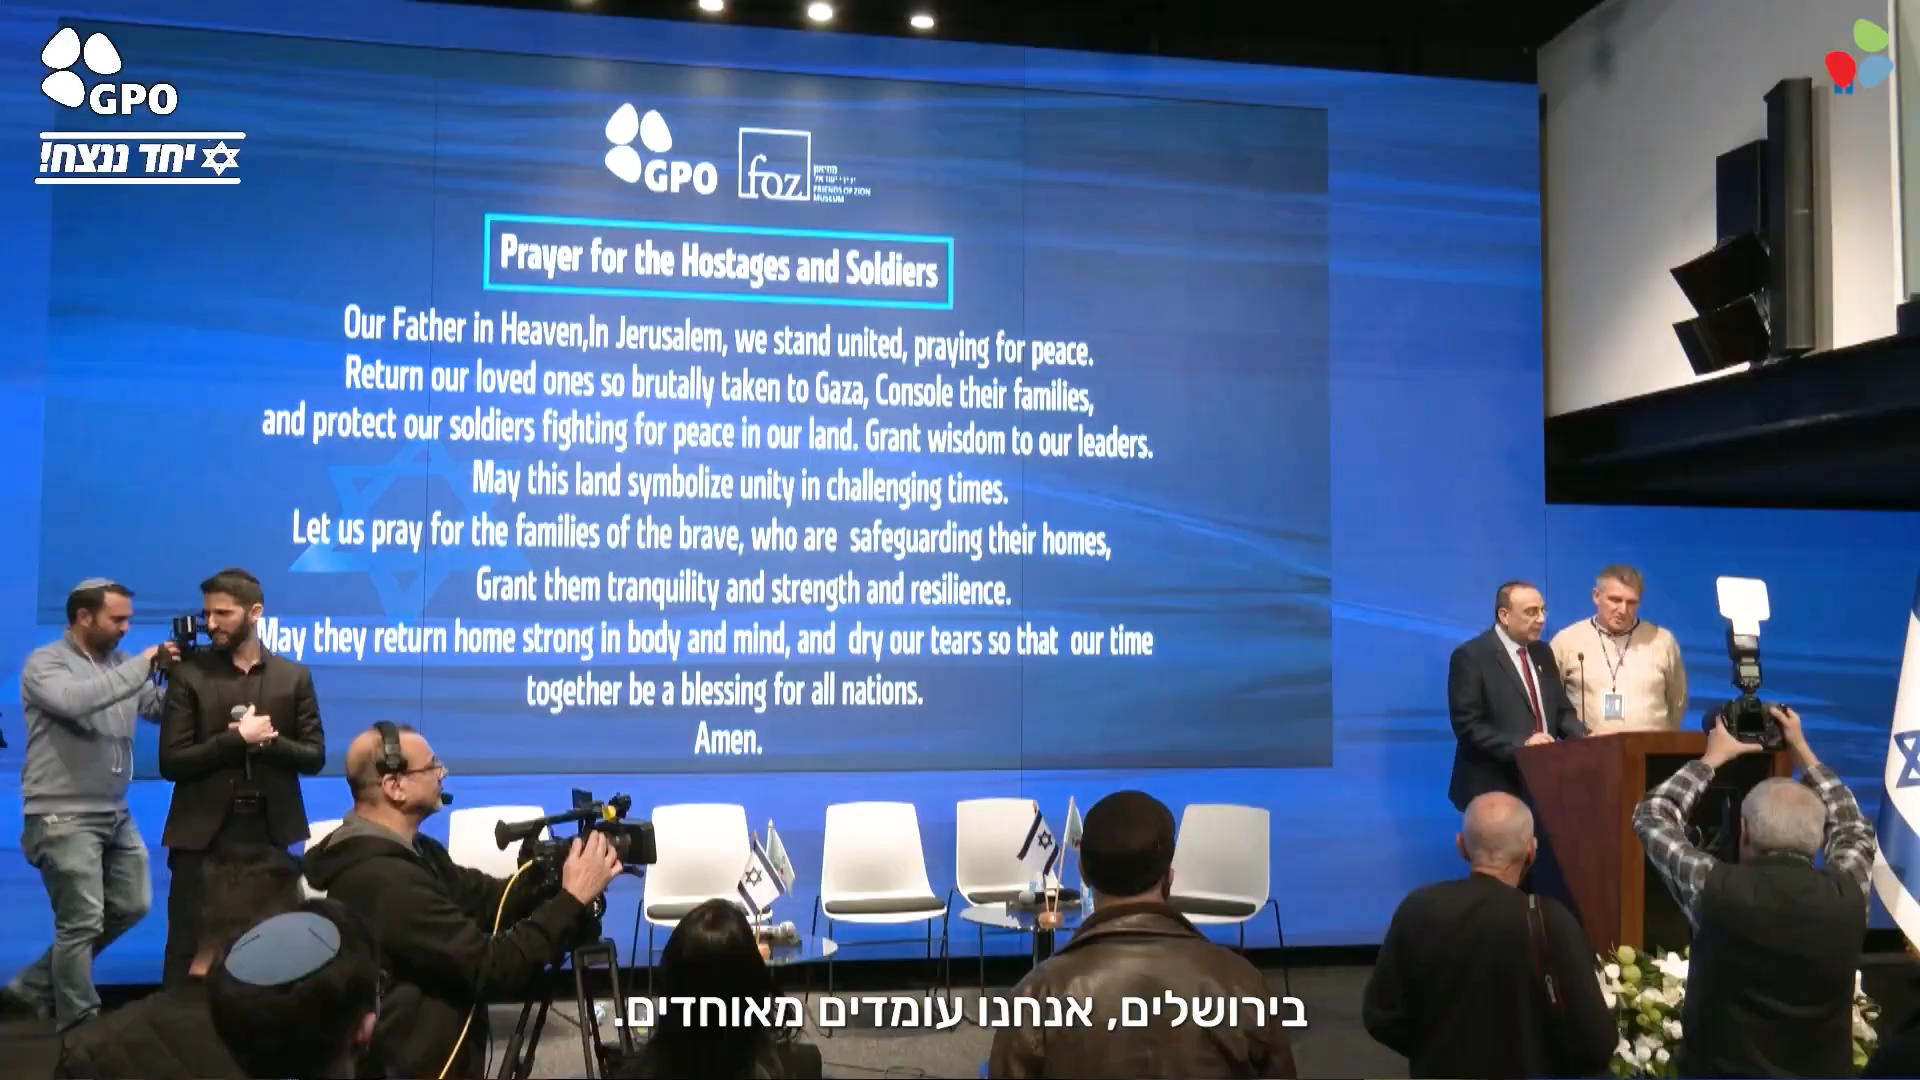 GPO
יחד ננצח!
GPO
foz
מוזיאון
ידידי ישראל
FRIENDS OF ZION
MUSEUM
Prayer for the Hostages and Soldiers
Our Father in Heaven,In Jerusalem, we stand united, praying for peace.
Return our loved ones so brutally taken to Gaza, Console their families,
and protect our soldiers fighting for peace in our land. Grant wisdom to our leaders.
May this land symbolize unity in challenging times.
Let us pray for the families of the brave, who are safeguarding their homes,
Grant them tranquility and strength and resilience.
May they return home strong in body and mind, and dry our tears so that our time
together be a blessing for all nations.
Amen.
בירושלים, אנחנו עומדים מאוחדים.